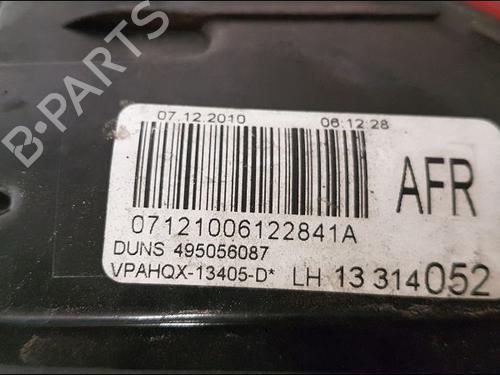 B-PARTS
07.12.2010 06:12:28
AFR
07121006122841A
DUNS 495056087
VPAHQX-13405-D* LH 13 314052